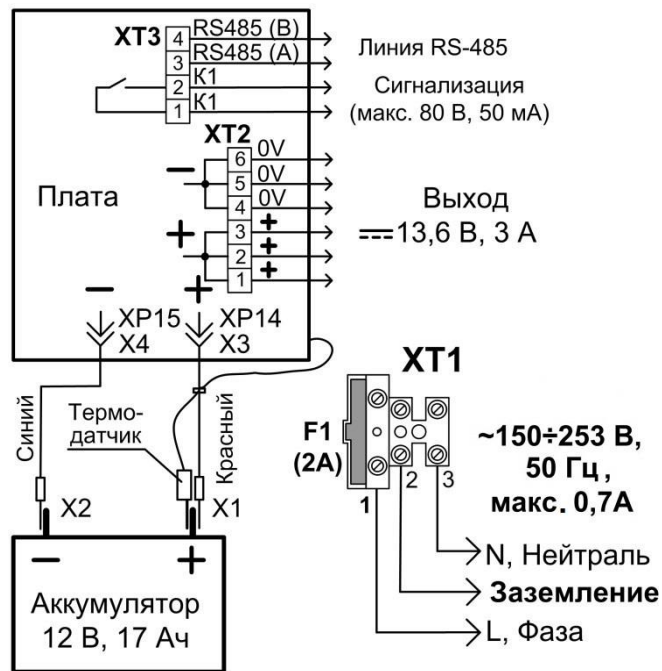 XT3
4 RS485 (B)
3 RS485 (A)
2 К1
1 К1
Линия RS-485
Сигнализация
(макс. 80 В, 50 мА)
XT2
6 0V
5 0V
4 0V
3 +
2 +
1 +
−
+
Плата
Выход
13,6 В, 3 А
− +
XP15 XP14
X4 X3
Синий
Термо-
датчик
Красный
X2 X1
− +
Аккумулятор
12 В, 17 Ач
XT1
F1
(2А)
1 2 3
~150÷253 В,
50 Гц,
макс. 0,7А
N, Нейтраль
Заземление
L, Фаза